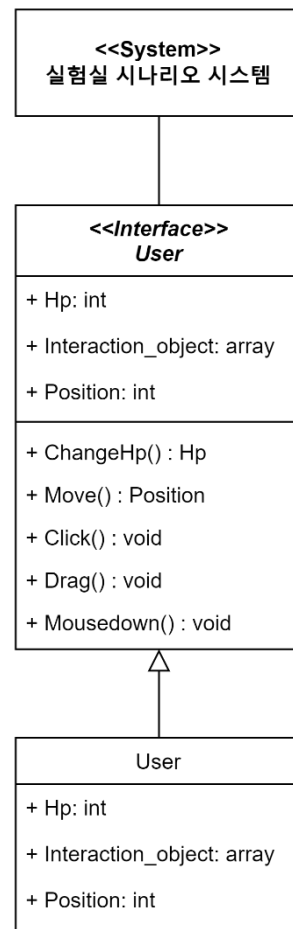 <<System>>
실험실 시나리오 시스템
<<Interface>>
User
+ Hp: int
+ Interaction_object: array
+ Position: int
+ ChangeHp() : Hp
+ Move() : Position
+ Click() : void
+ Drag() : void
+ Mousedown() : void
User
+ Hp: int
+ Interaction_object: array
+ Position: int